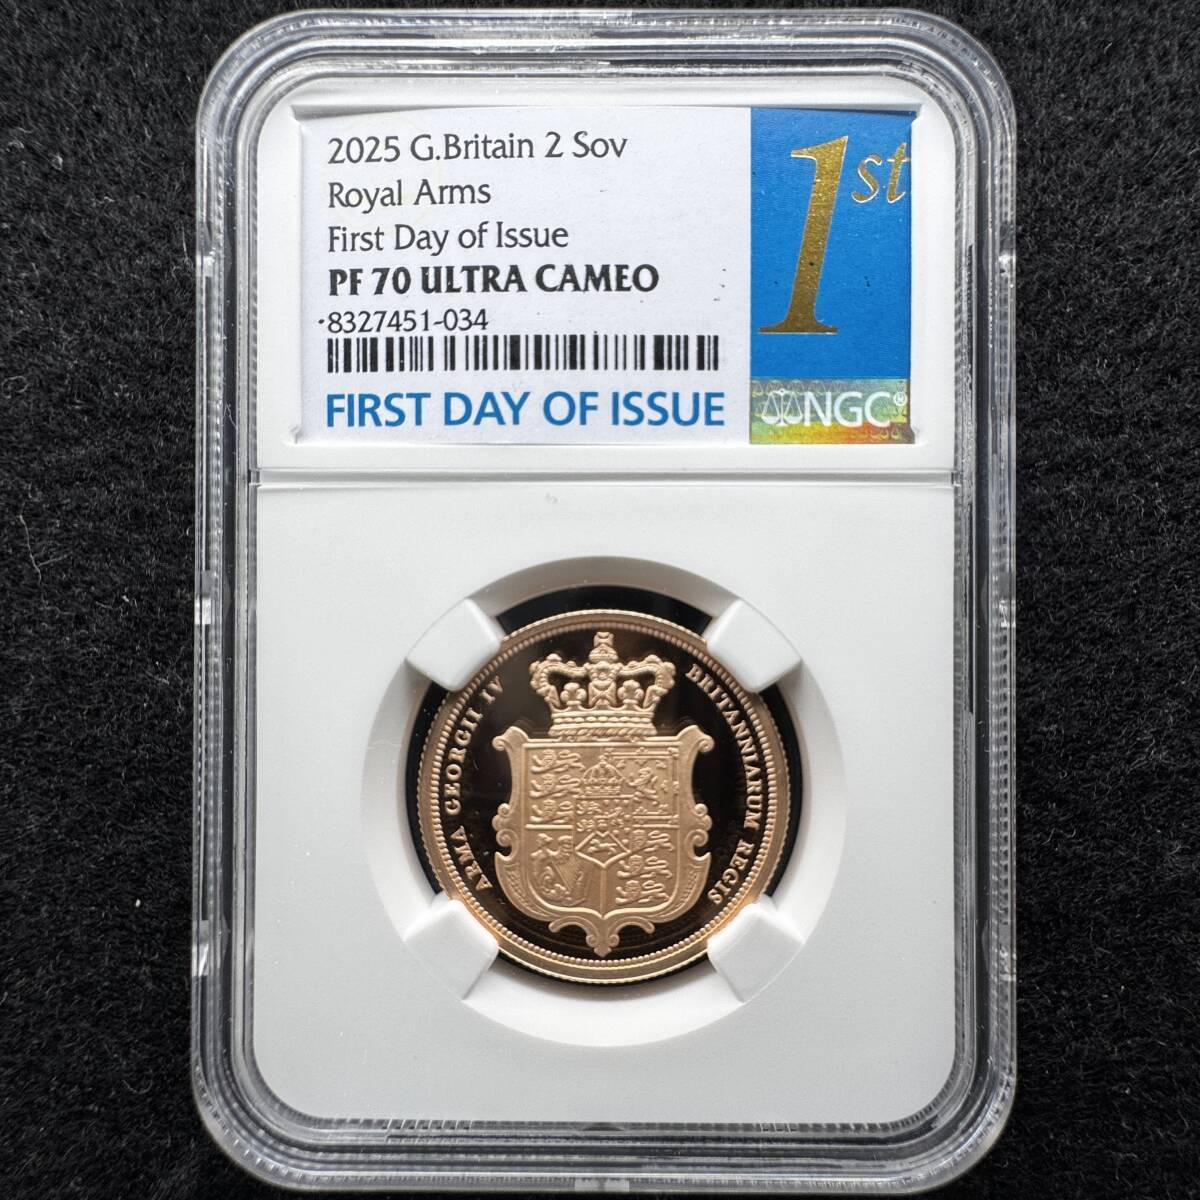 2025 G.Britain 2 Sov
Royal Arms
First Day of Issue
PF 70 ULTRA CAMEO
8327451-034
FIRST DAY OF ISSUE
1st
NGC®
ARMA GEORGII IV
BRITANNIARUM REGIS